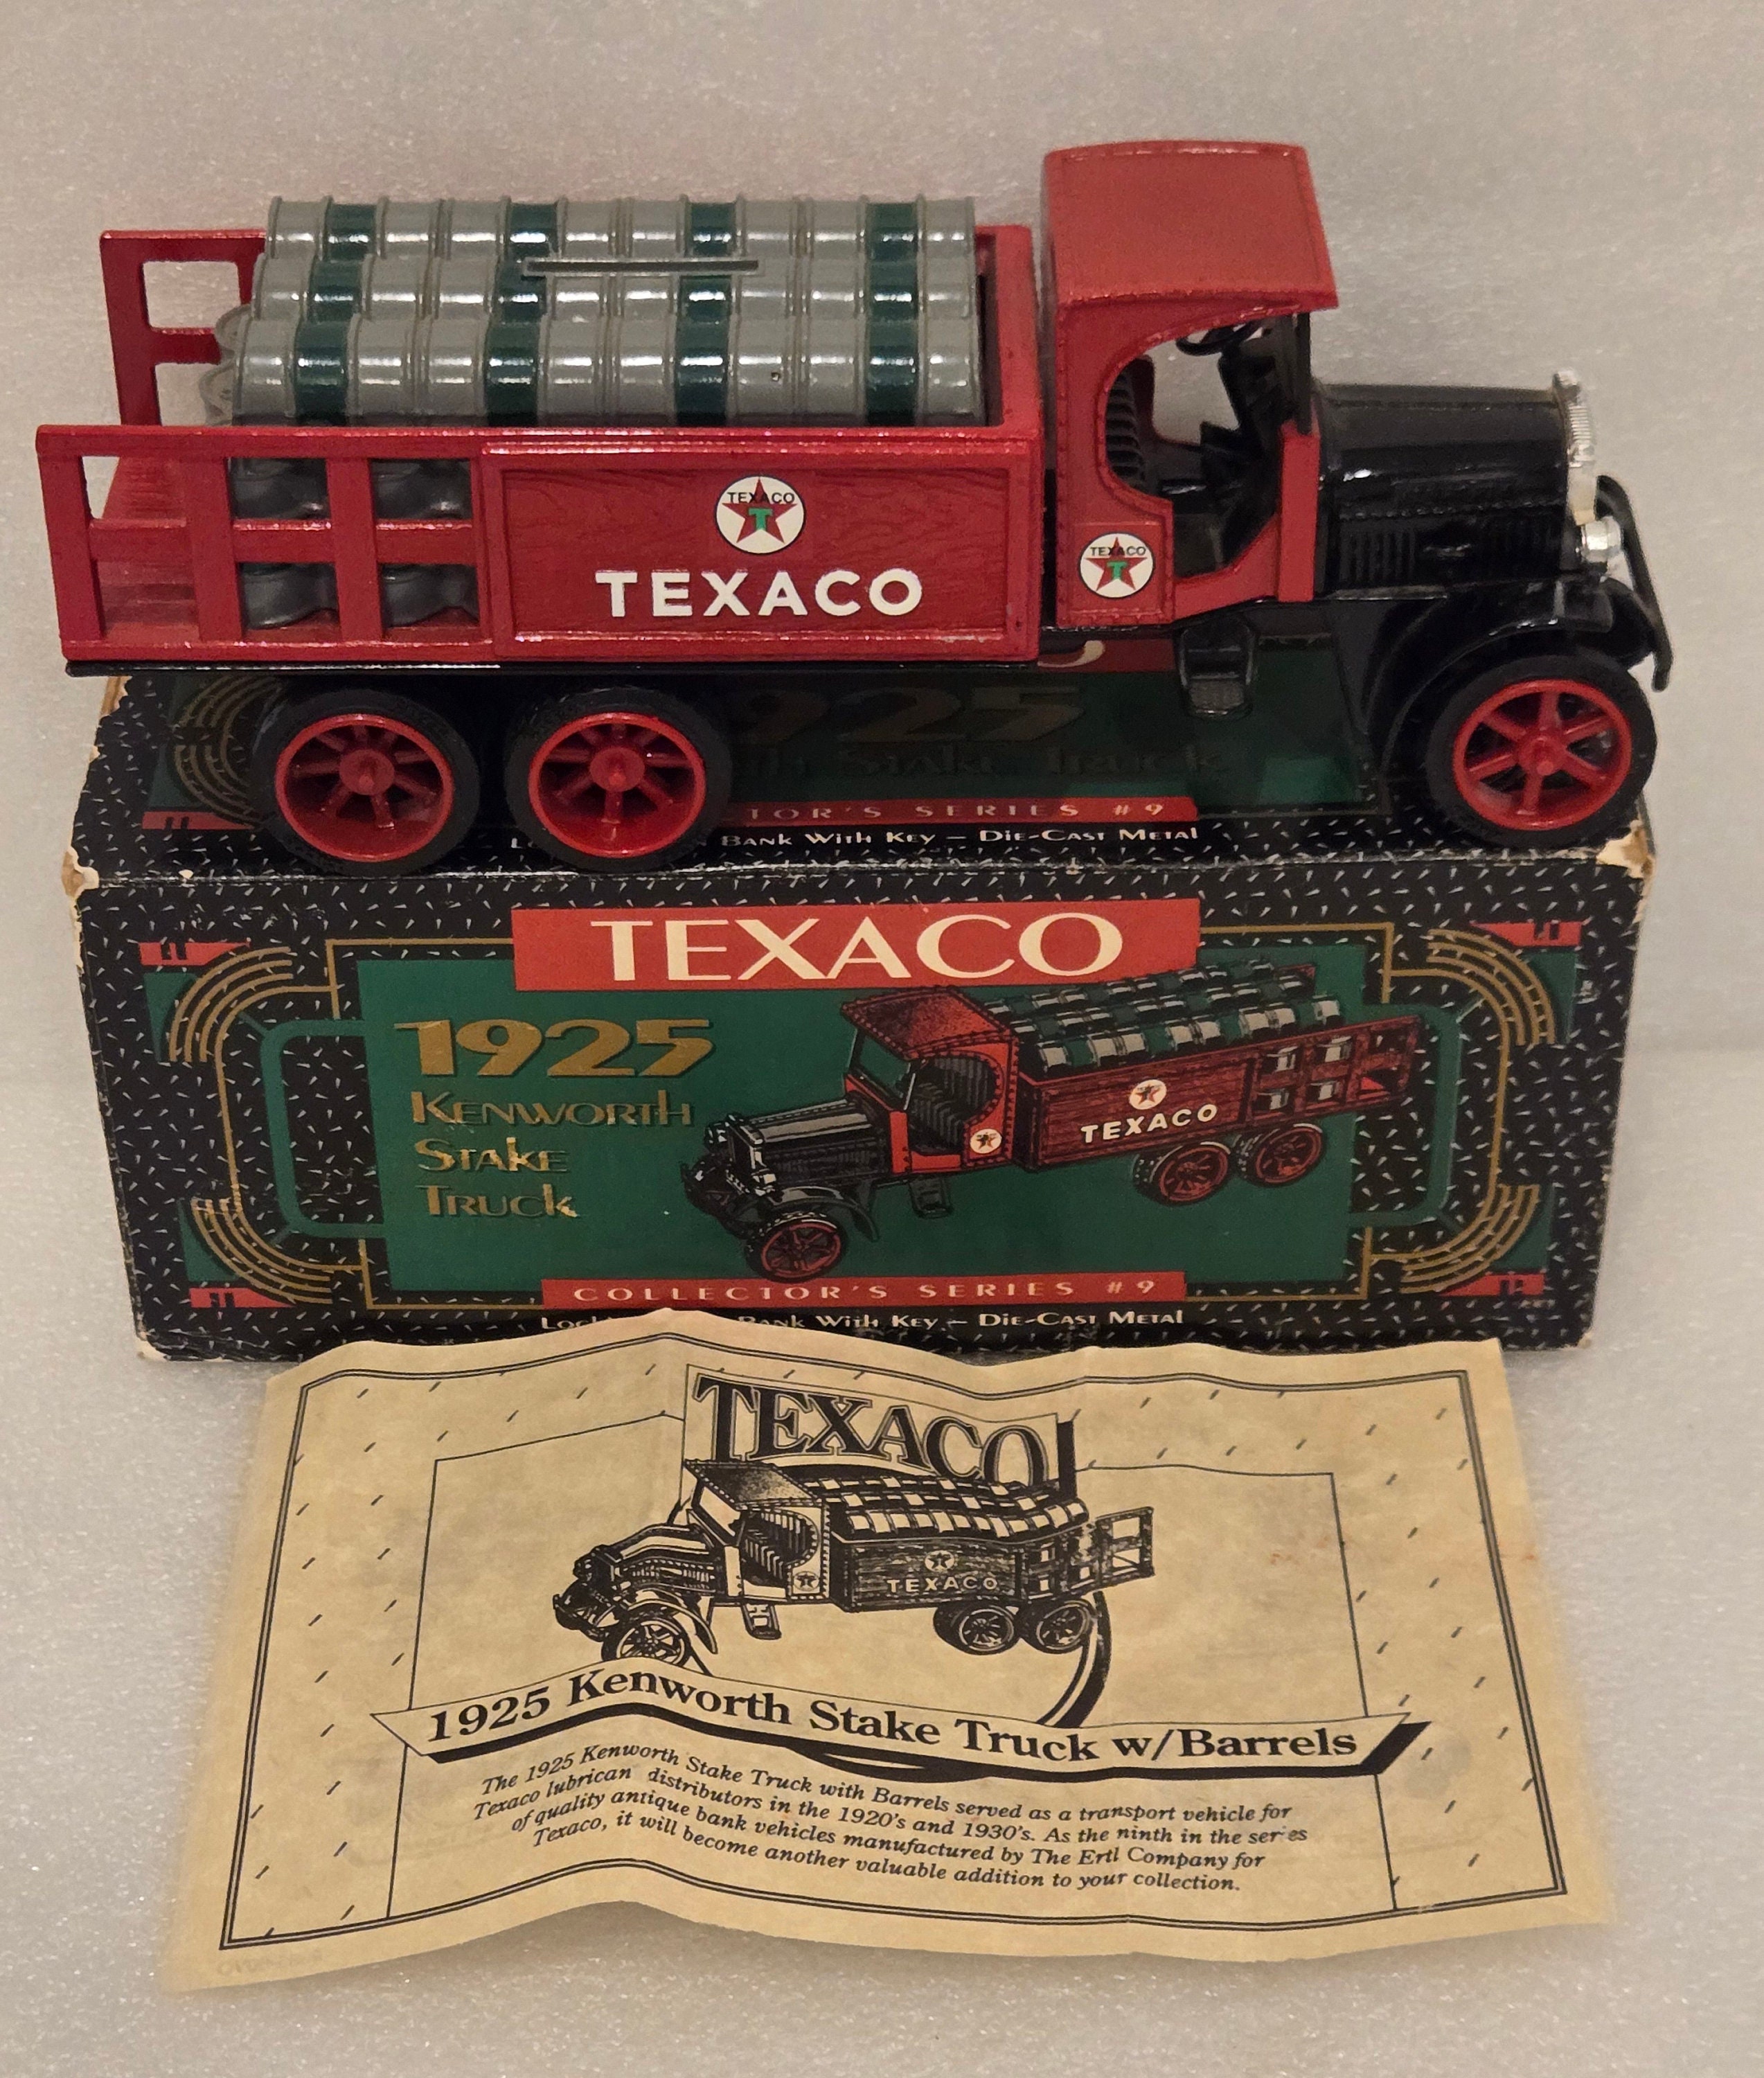 TEXACO
T
TEXACO
TEXACO
T
925
Stake Truck
TOR'S SERIES #9
Bank With Key – Die-Cast Metal
TEXACO
1925
Kenworth
Stake
Truck
TEXACO
COLLECTOR'S SERIES #9
Bank With Key – Die-Cast Metal
TEXACO
TEXACO
1925 Kenworth Stake Truck w/Barrels
The 1925 Kenworth Stake Truck with Barrels served as a transport vehicle for
Texaco lubrican distributors in the 1920's and 1930's. As the ninth in the series
of quality antique bank vehicles manufactured by The Ertl Company for
Texaco, it will become another valuable addition to your collection.